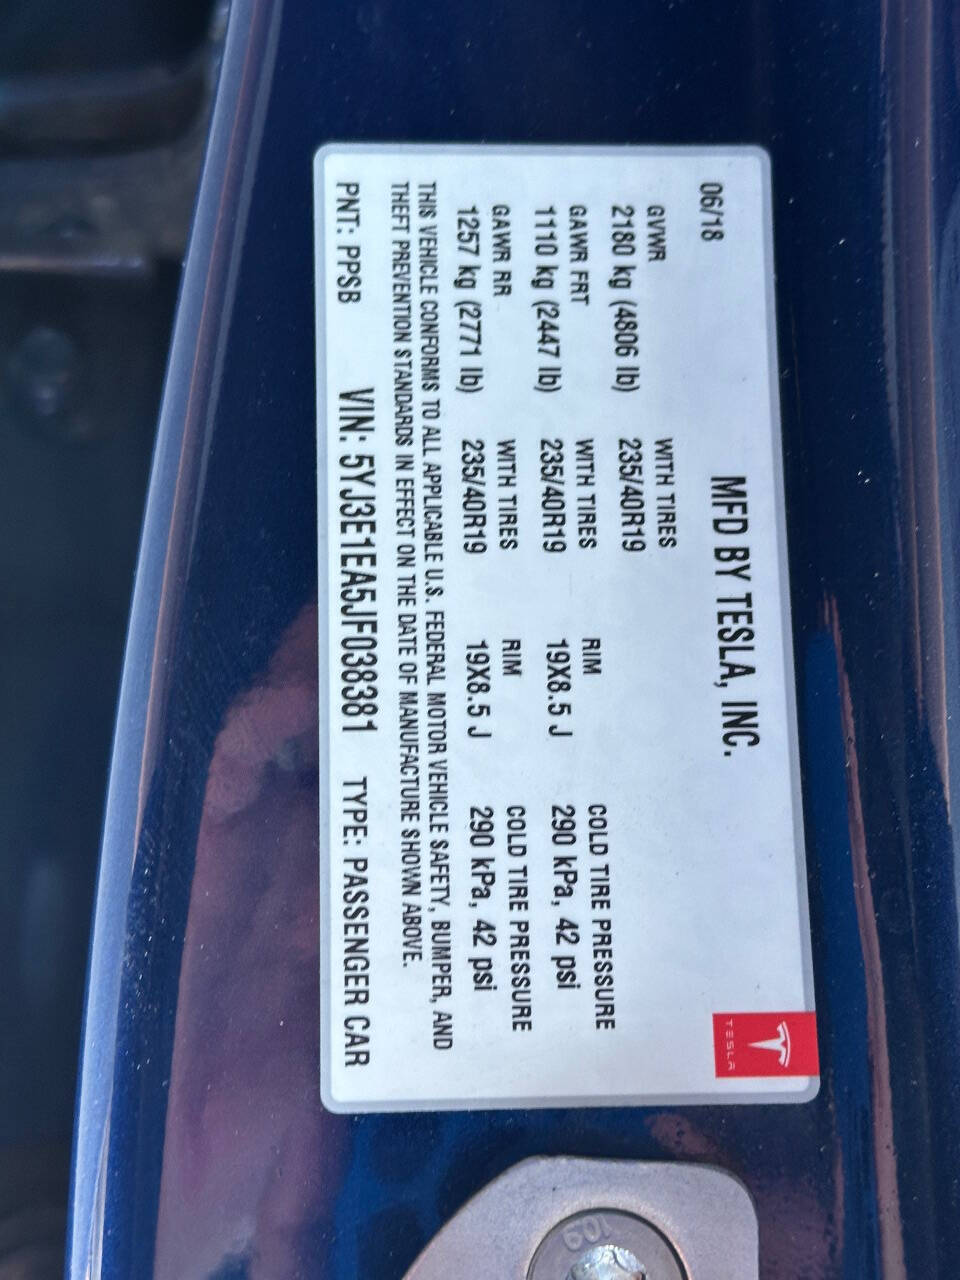 MFD BY TESLA, INC.
TESLA
06/18
GVWR WITH TIRES
2180 kg (4806 lb) 235/40R19
GAWR FRT WITH TIRES RIM COLD TIRE PRESSURE
1110 kg (2447 lb) 235/40R19 19X8.5 J 290 kPa, 42 psi
GAWR RR WITH TIRES RIM COLD TIRE PRESSURE
1257 kg (2771 lb) 235/40R19 19X8.5 J 290 kPa, 42 psi
THIS VEHICLE CONFORMS TO ALL APPLICABLE U.S. FEDERAL MOTOR VEHICLE SAFETY, BUMPER, AND
THEFT PREVENTION STANDARDS IN EFFECT ON THE DATE OF MANUFACTURE SHOWN ABOVE.
PNT: PPSB VIN: 5YJ3E1EA5JF038381 TYPE: PASSENGER CAR